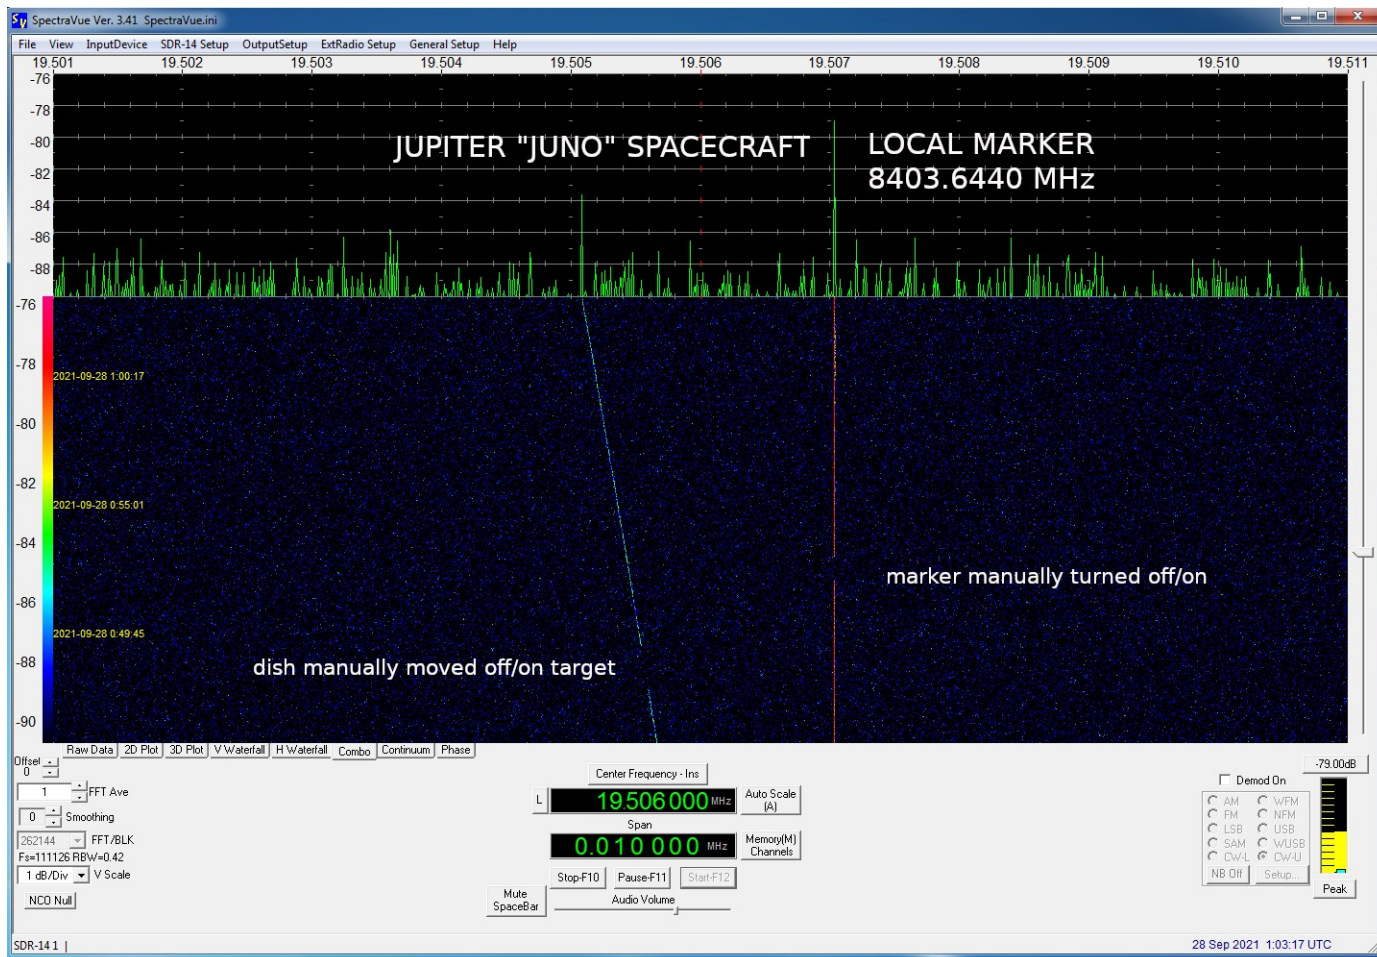 SpectraVue Ver. 3.41 SpectraVue.ini
File View InputDevice SDR-14 Setup OutputSetup ExtRadio Setup General Setup Help
19.501 19.502 19.503 19.504 19.505 19.506 19.507 19.508 19.509 19.510 19.511
-76
-78
-80
-82
-84
-86
-88
JUPITER "JUNO" SPACECRAFT
LOCAL MARKER
8403.6440 MHz
-76
-78
-80
-82
-84
-86
-88
-90
2021-09-28 1:00:17
2021-09-28 0:55:01
2021-09-28 0:49:45
marker manually turned off/on
dish manually moved off/on target
Raw Data 2D Plot 3D Plot V Waterfall H Waterfall Combo Continuum Phase
Offset
0
1 FFT Ave
0 Smoothing
262144 FFT/BLK
Fs=111126 RBW=0.42
1 dB/Div V Scale
NCO Null
Center Frequency - Ins
L 19.506 000 MHz
Auto Scale
(A)
Span
0.010 000 MHz
Memory(M)
Channels
Stop-F10 Pause-F11 Start-F12
Mute
SpaceBar
Audio Volume
-79.00dB
Demod On
AM WFM
FM NFM
LSB USB
SAM WUSB
CW-L CW-U
NB Off Setup...
Peak
SDR-14 1
28 Sep 2021 1:03:17 UTC